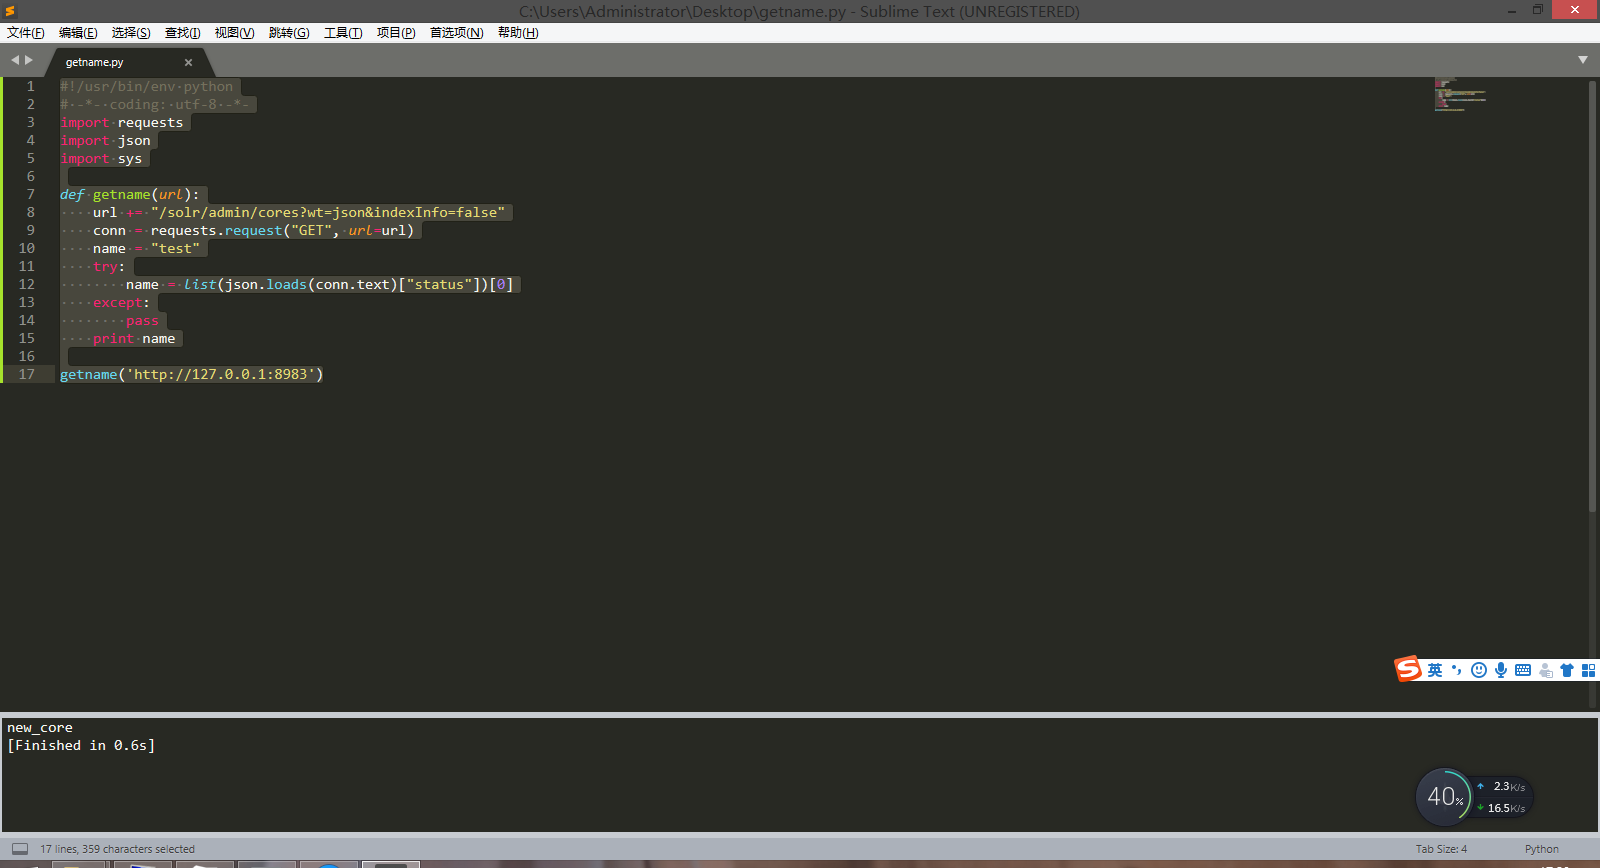 C:\Users\Administrator\Desktop\getname.py - Sublime Text (UNREGISTERED)
文件(F) 编辑(E) 选择(S) 查找(I) 视图(V) 跳转(G) 工具(T) 项目(P) 首选项(N) 帮助(H)
getname.py
1 #!/usr/bin/env python
2 # -*- coding: utf-8 -*-
3 import requests
4 import json
5 import sys
6
7 def getname(url):
8     url += "/solr/admin/cores?wt=json&indexInfo=false"
9     conn = requests.request("GET", url=url)
10     name = "test"
11     try:
12         name = list(json.loads(conn.text)["status"])[0]
13     except:
14         pass
15     print name
16
17 getname('http://127.0.0.1:8983')
英
new_core
[Finished in 0.6s]
40%
2.3K/s
16.5K/s
17 lines, 359 characters selected
Tab Size: 4
Python